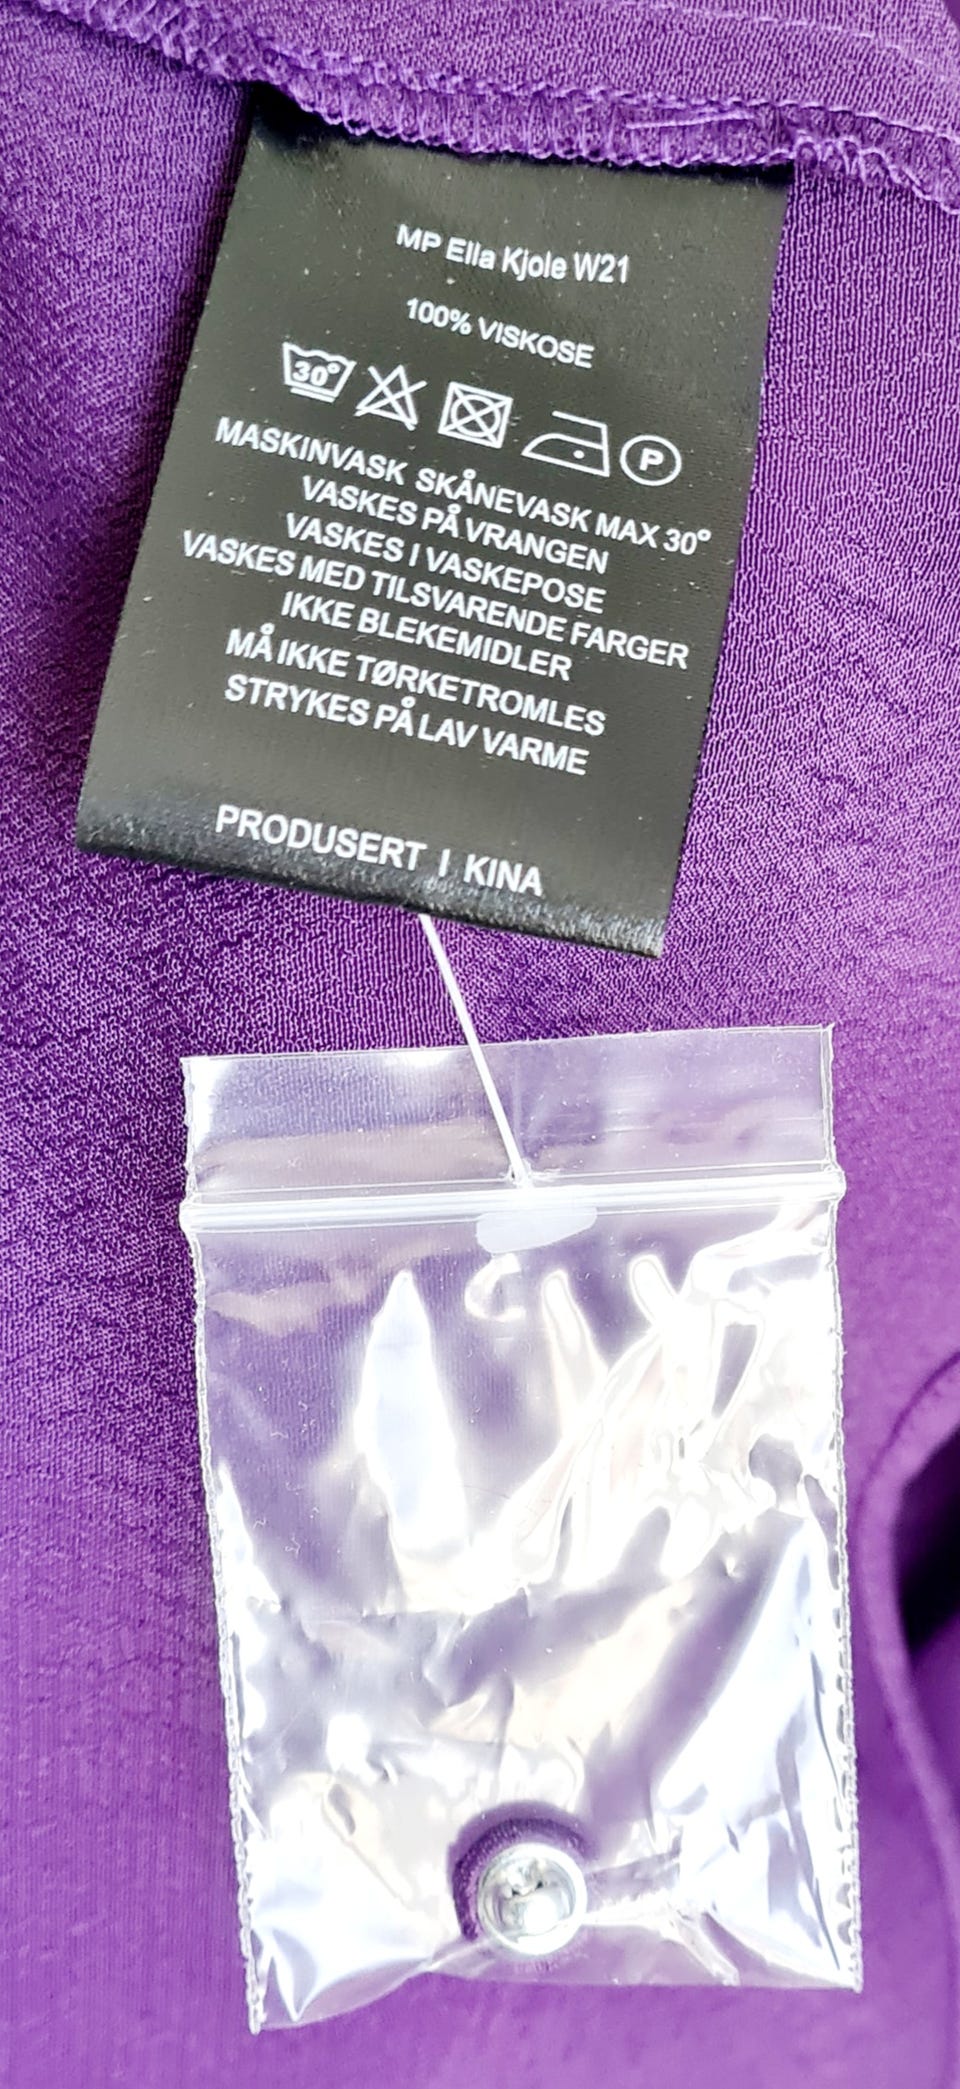 MP Ella Kjole W21
100% VISKOSE
30°
P
MASKINVASK SKÅNEVASK MAX 30°
VASKES PÅ VRANGEN
VASKES I VASKEPOSE
VASKES MED TILSVARENDE FARGER
IKKE BLEKEMIDLER
MÅ IKKE TØRKETROMLES
STRYKES PÅ LAV VARME
PRODUSERT I KINA